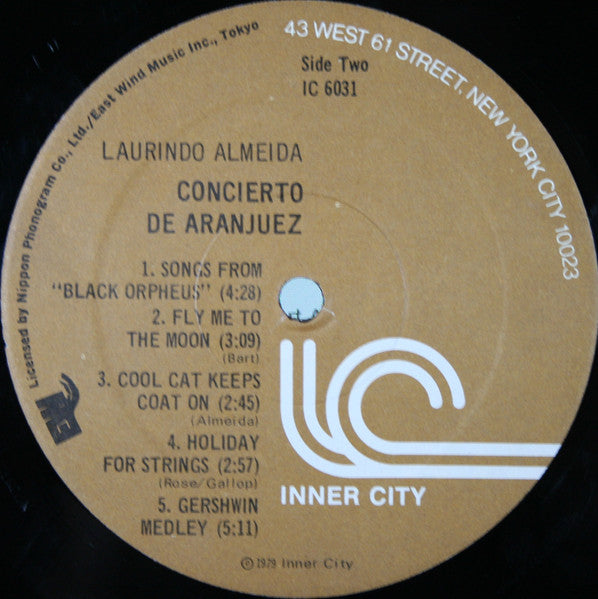 Licensed by Nippon Phonogram Co., Ltd./East Wind Music Inc., Tokyo
43 WEST 61 STREET, NEW YORK CITY 10023
Side Two
IC 6031
LAURINDO ALMEIDA
CONCIERTO
DE ARANJUEZ
1. SONGS FROM
"BLACK ORPHEUS" (4:28)
2. FLY ME TO
THE MOON (3:09)
(Bart)
3. COOL CAT KEEPS
COAT ON (2:45)
(Almeida)
4. HOLIDAY
FOR STRINGS (2:57)
(Rose/Gallop)
5. GERSHWIN
MEDLEY (5:11)
INNER CITY
©℗ 1979 Inner City